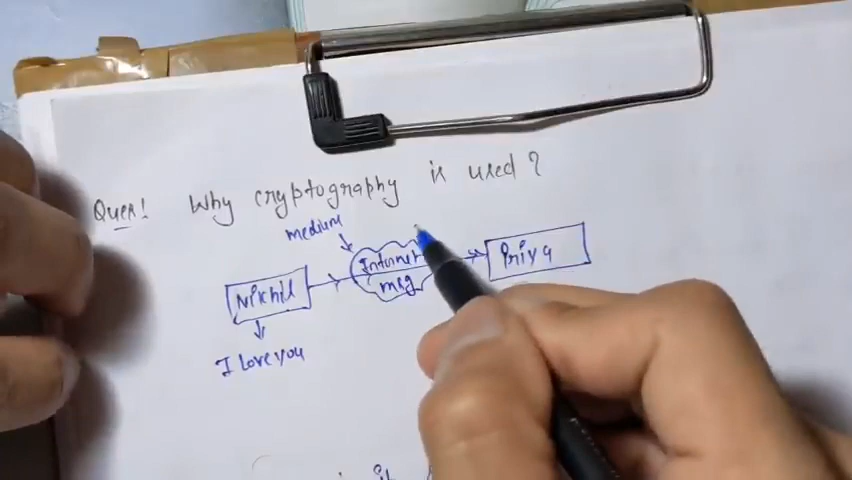 Ques! Why cryptography is used?
medium
Internet
Nikhil msg Priya
I love you